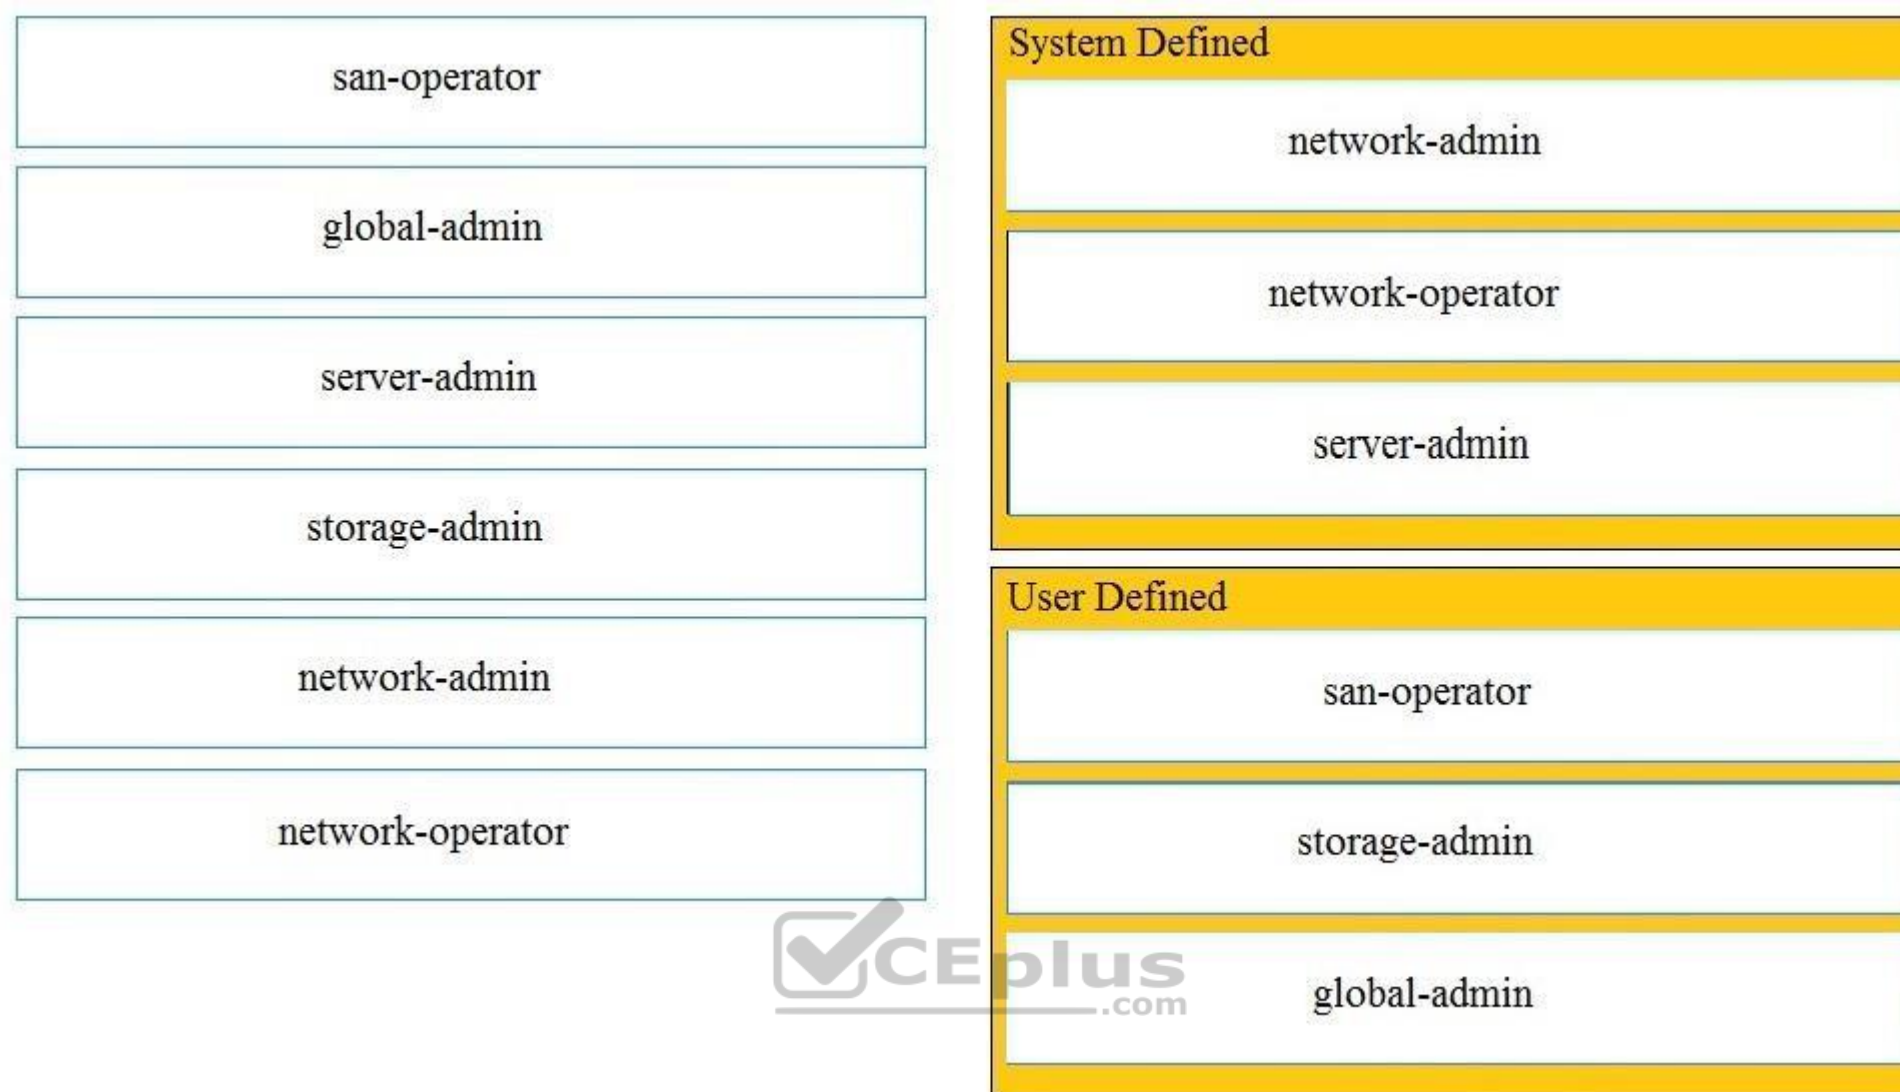 san-operator
global-admin
server-admin
storage-admin
network-admin
network-operator
System Defined
network-admin
network-operator
server-admin
User Defined
san-operator
storage-admin
global-admin
CEplus
.com